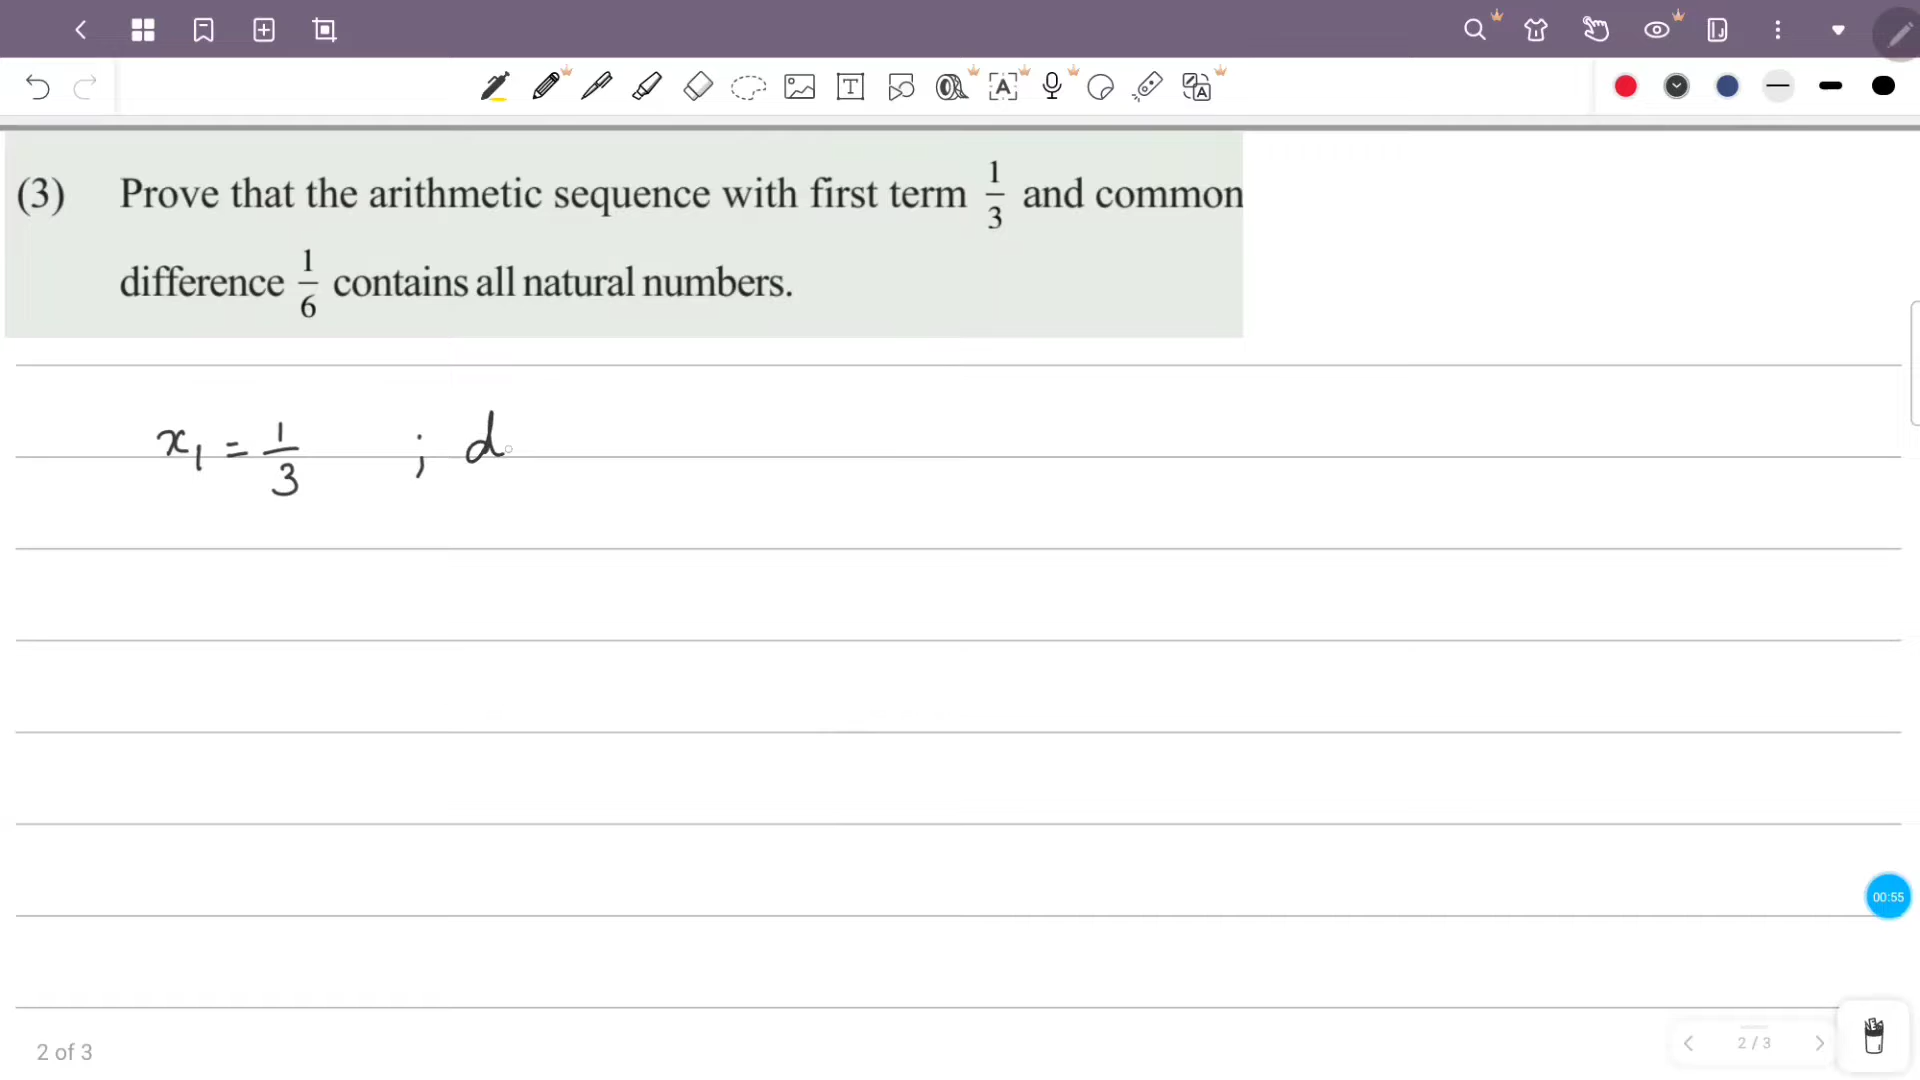 (3) Prove that the arithmetic sequence with first term 1/3 and common
difference 1/6 contains all natural numbers.
x₁ = 1/3 ; d
00:55
2 of 3
2 / 3